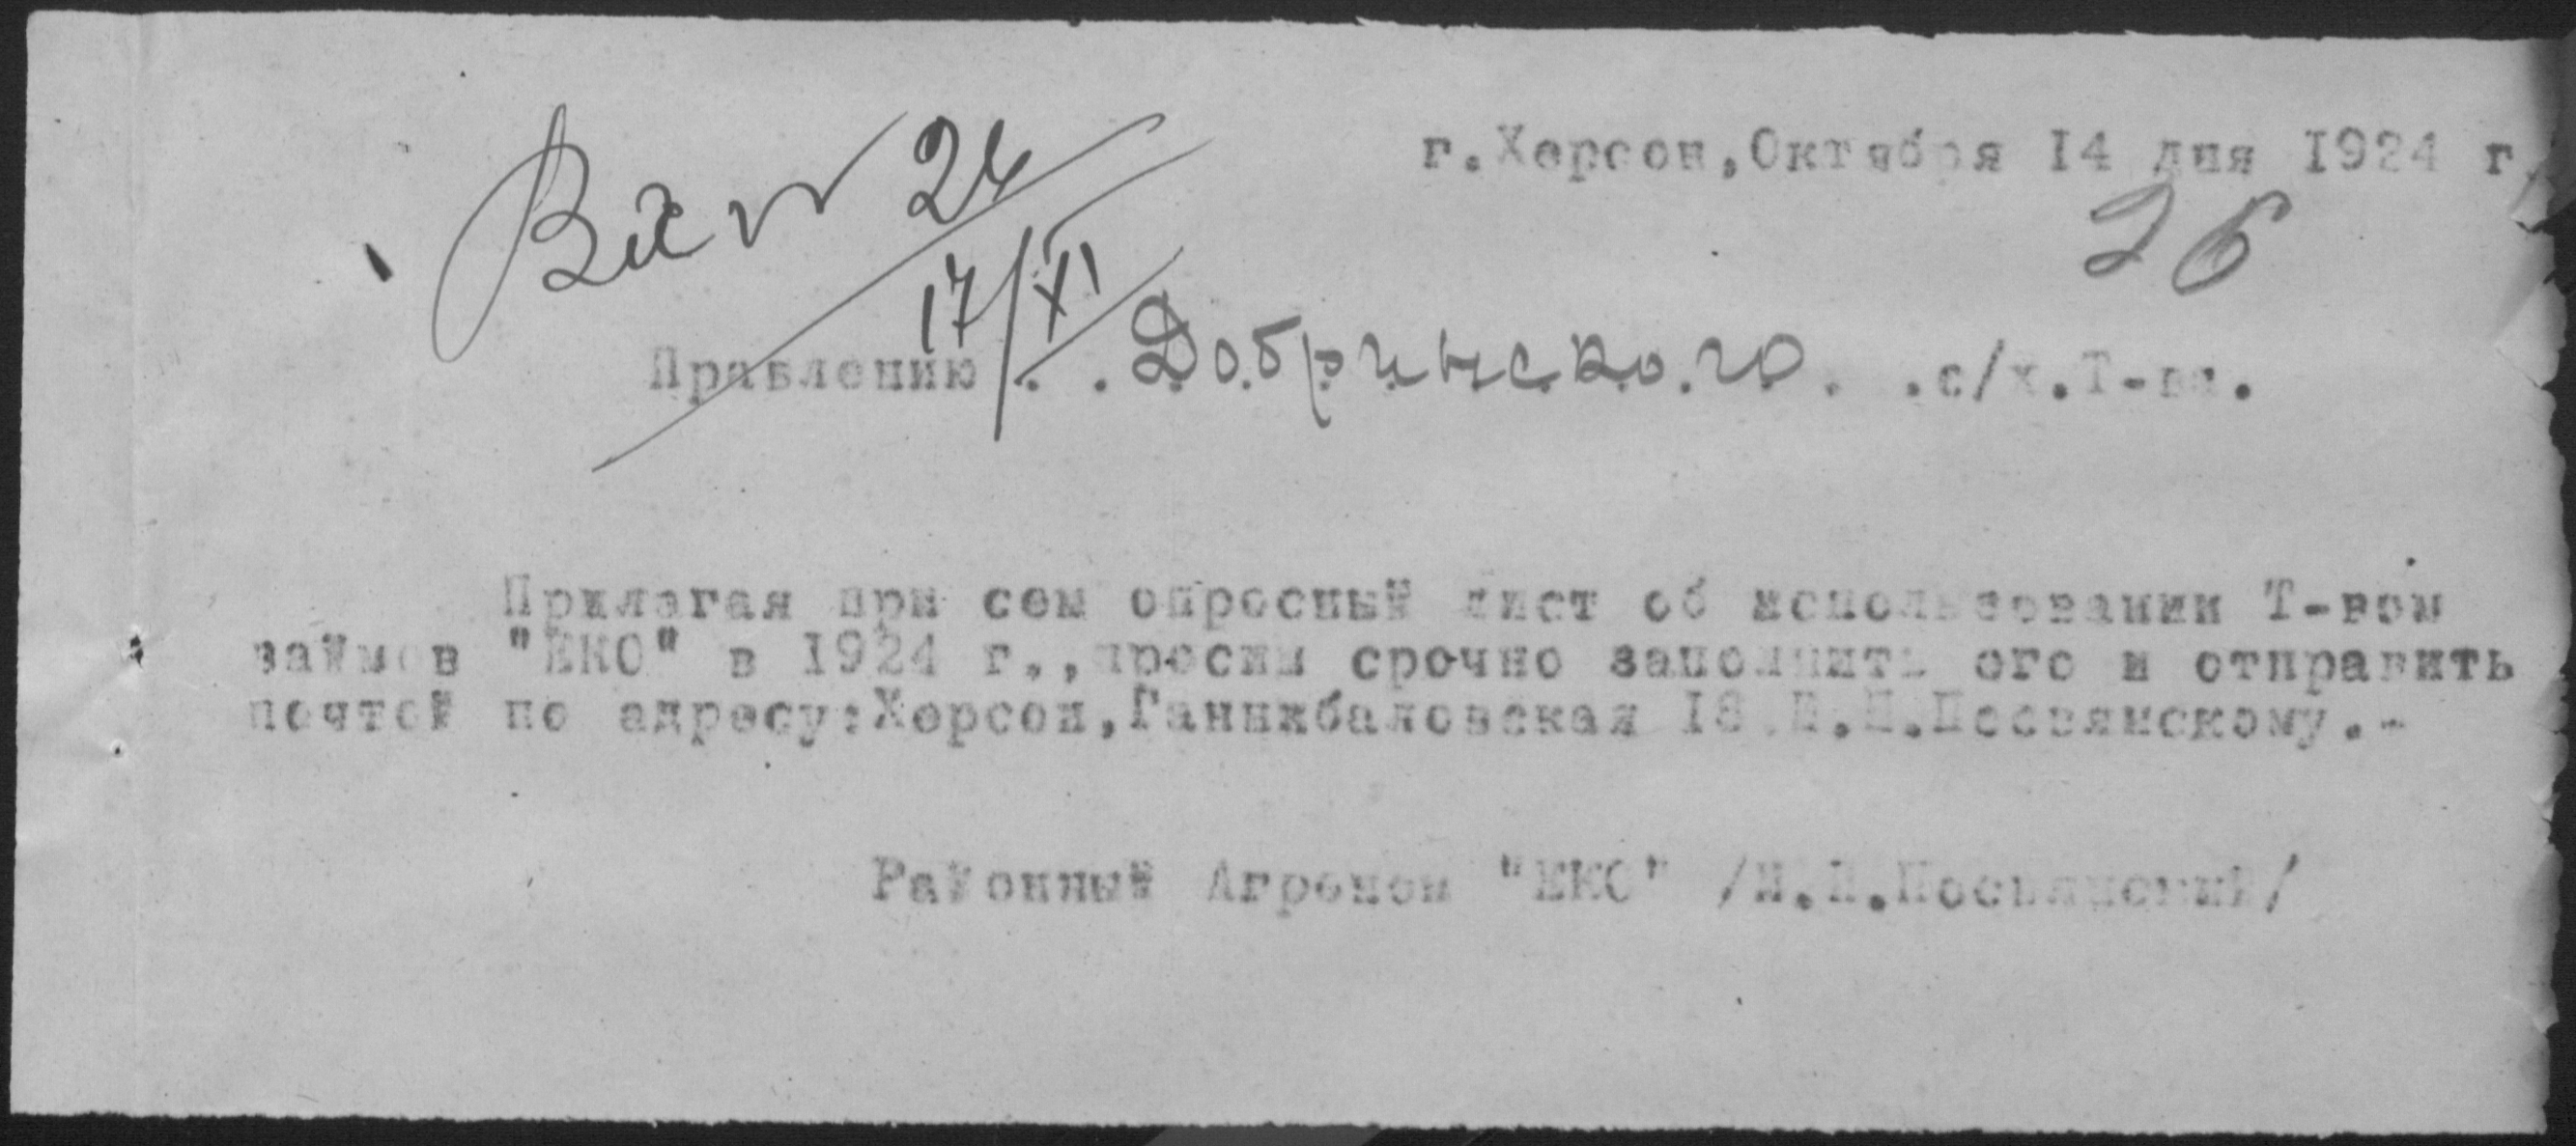 г.Херсон,Октября 14 дня 1924 г.
Вх № 24
17/XI
26
Правлению . . Добринского . .с/х.Т-ва.
Прилагая при сем опросный лист об использовании Т-вом
займов "ЕКО" в 1924 г.,просим срочно заполнить его и отправить
почтой по адресу:Херсон,Ганнибаловская 18
Районный Агроном "ЕКО"